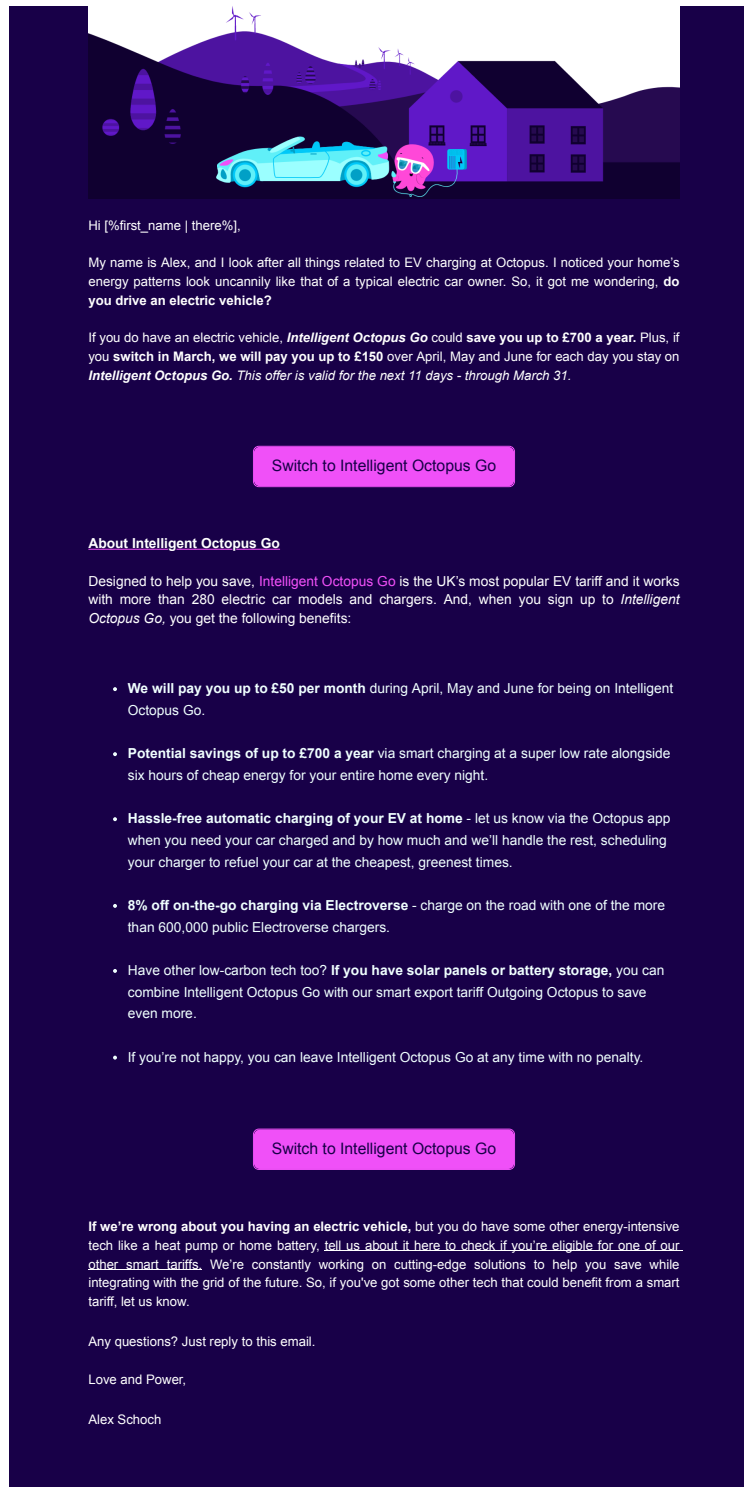 Hi [%first_name | there%],
My name is Alex, and I look after all things related to EV charging at Octopus. I noticed your home's
energy patterns look uncannily like that of a typical electric car owner. So, it got me wondering, do
you drive an electric vehicle?
If you do have an electric vehicle, Intelligent Octopus Go could save you up to £700 a year. Plus, if
you switch in March, we will pay you up to £150 over April, May and June for each day you stay on
Intelligent Octopus Go. This offer is valid for the next 11 days - through March 31.
Switch to Intelligent Octopus Go
About Intelligent Octopus Go
Designed to help you save, Intelligent Octopus Go is the UK's most popular EV tariff and it works
with more than 280 electric car models and chargers. And, when you sign up to Intelligent
Octopus Go, you get the following benefits:
• We will pay you up to £50 per month during April, May and June for being on Intelligent
Octopus Go.
• Potential savings of up to £700 a year via smart charging at a super low rate alongside
six hours of cheap energy for your entire home every night.
• Hassle-free automatic charging of your EV at home - let us know via the Octopus app
when you need your car charged and by how much and we'll handle the rest, scheduling
your charger to refuel your car at the cheapest, greenest times.
• 8% off on-the-go charging via Electroverse - charge on the road with one of the more
than 600,000 public Electroverse chargers.
• Have other low-carbon tech too? If you have solar panels or battery storage, you can
combine Intelligent Octopus Go with our smart export tariff Outgoing Octopus to save
even more.
• If you're not happy, you can leave Intelligent Octopus Go at any time with no penalty.
Switch to Intelligent Octopus Go
If we're wrong about you having an electric vehicle, but you do have some other energy-intensive
tech like a heat pump or home battery, tell us about it here to check if you're eligible for one of our
other smart tariffs. We're constantly working on cutting-edge solutions to help you save while
integrating with the grid of the future. So, if you've got some other tech that could benefit from a smart
tariff, let us know.
Any questions? Just reply to this email.
Love and Power,
Alex Schoch